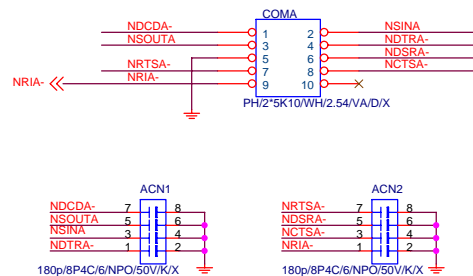 COMA
NDCDA- 1 2 NSINA
NSOUTA 3 4 NDTRA-
5 6 NDSRA-
NRTSA- 7 8 NCTSA-
NRIA- NRIA- 9 10
PH/2*5K10/WH/2.54/VA/D/X
ACN1
NDCDA- 7 8
NSOUTA 5 6
NSINA 3 4
NDTRA- 1 2
180p/8P4C/6/NPO/50V/K/X
ACN2
NRTSA- 7 8
NDSRA- 5 6
NCTSA- 3 4
NRIA- 1 2
180p/8P4C/6/NPO/50V/K/X